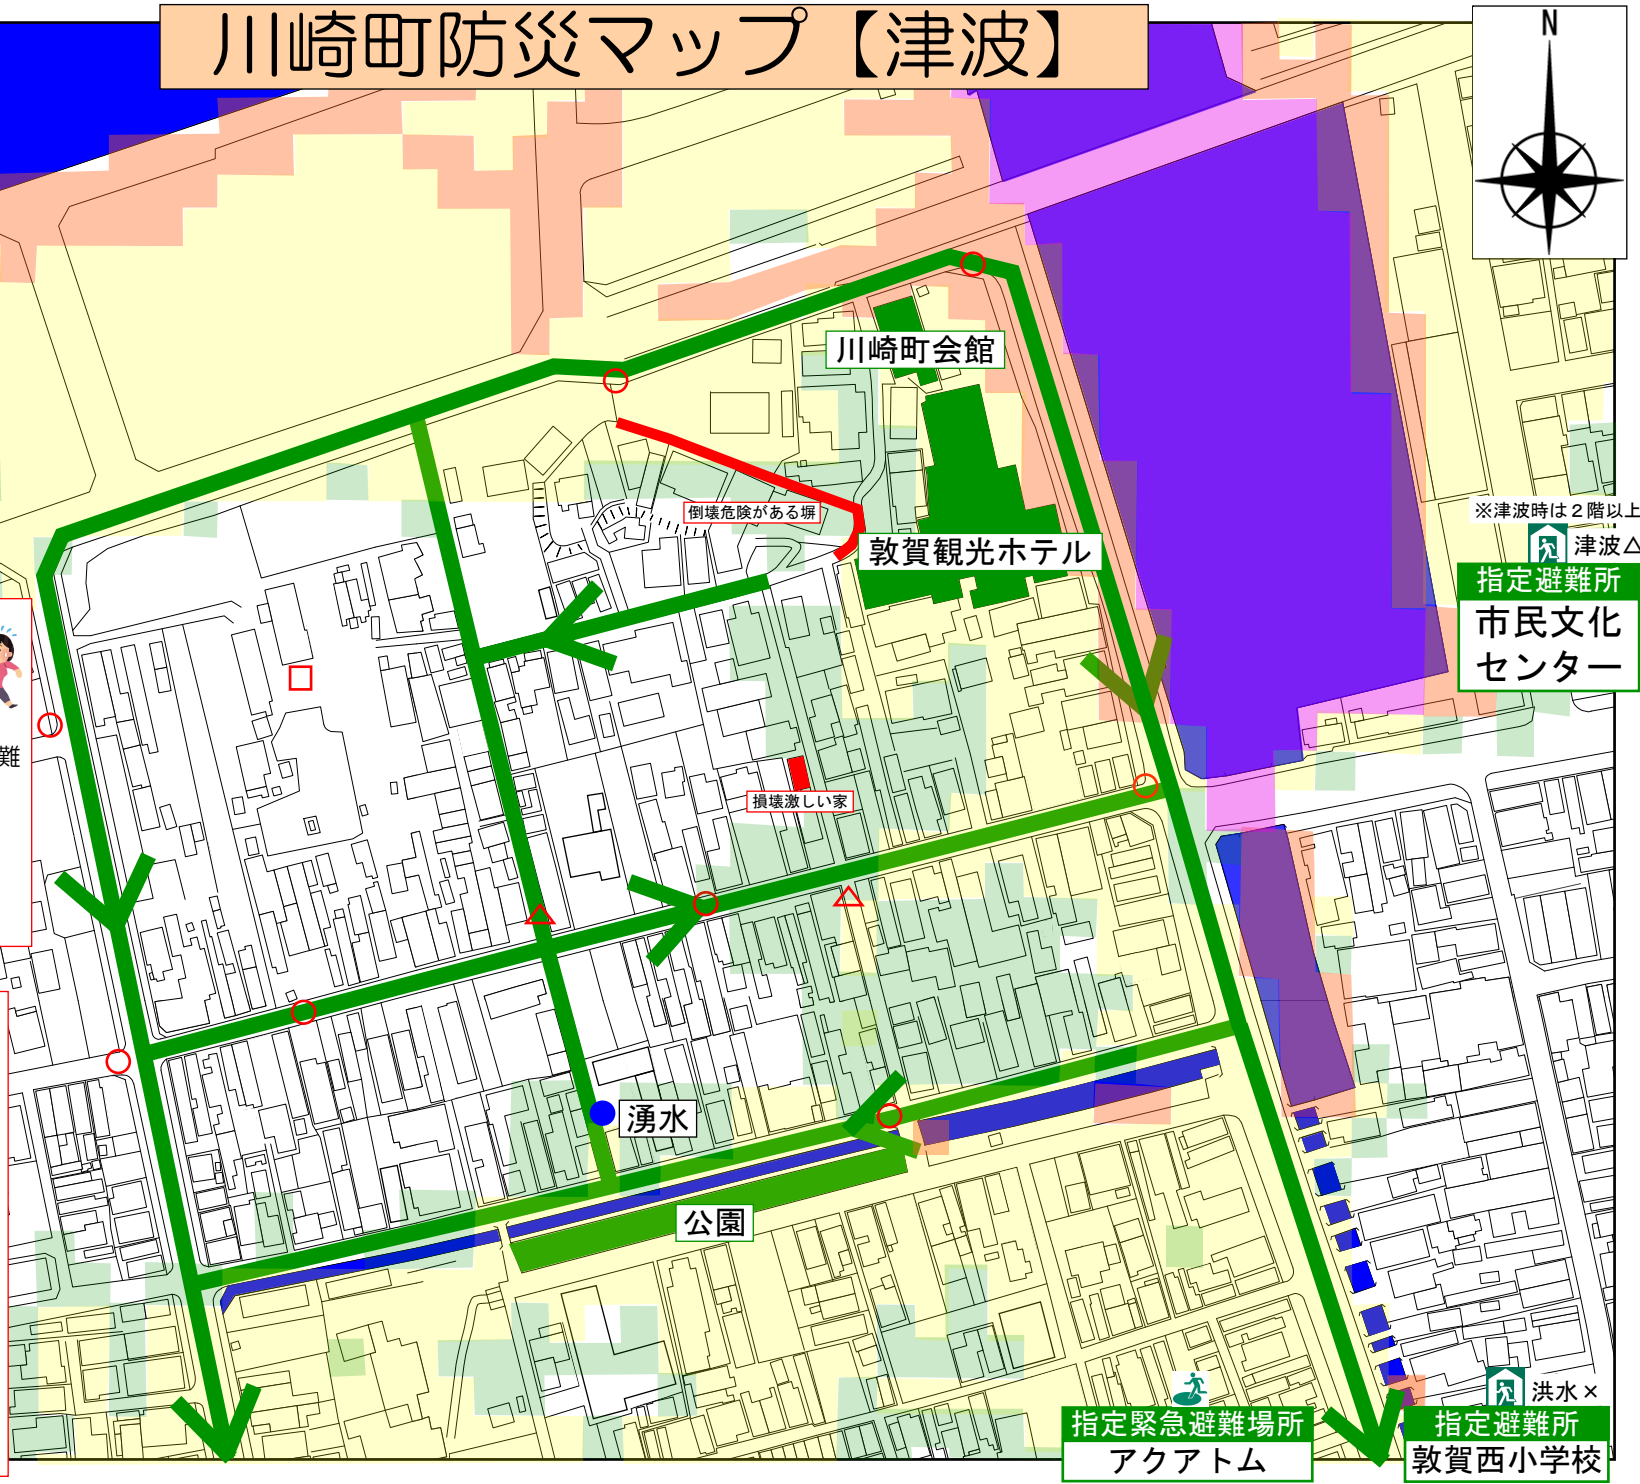 川崎町防災マップ【津波】
N
川崎町会館
倒壊危険がある塀
敦賀観光ホテル
※津波時は２階以上
津波△
指定避難所
市民文化
センター
難
損壊激しい家
湧水
公園
洪水×
指定緊急避難場所
アクアトム
指定避難所
敦賀西小学校